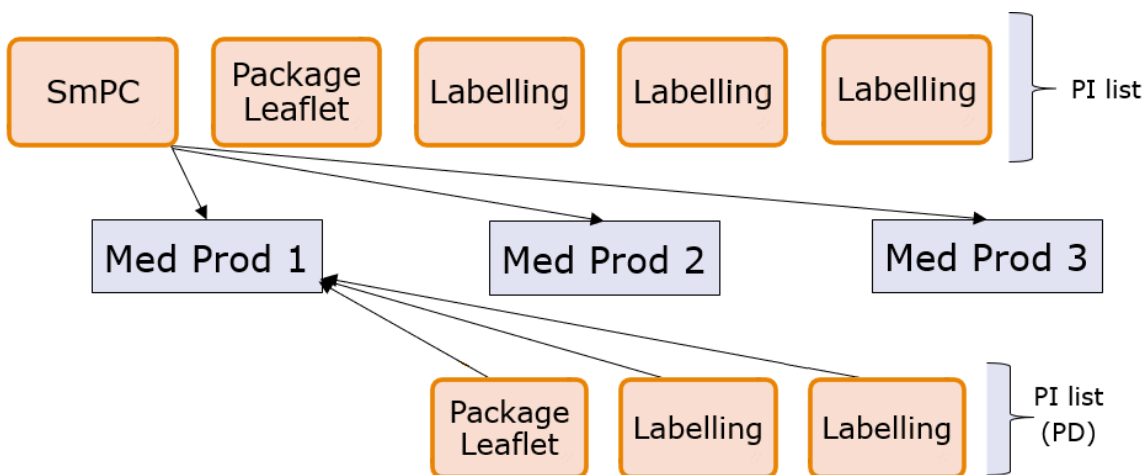 SmPC
Package
Leaflet
Labelling
Labelling
Labelling
PI list
Med Prod 1
Med Prod 2
Med Prod 3
Package
Leaflet
Labelling
Labelling
PI list
(PD)